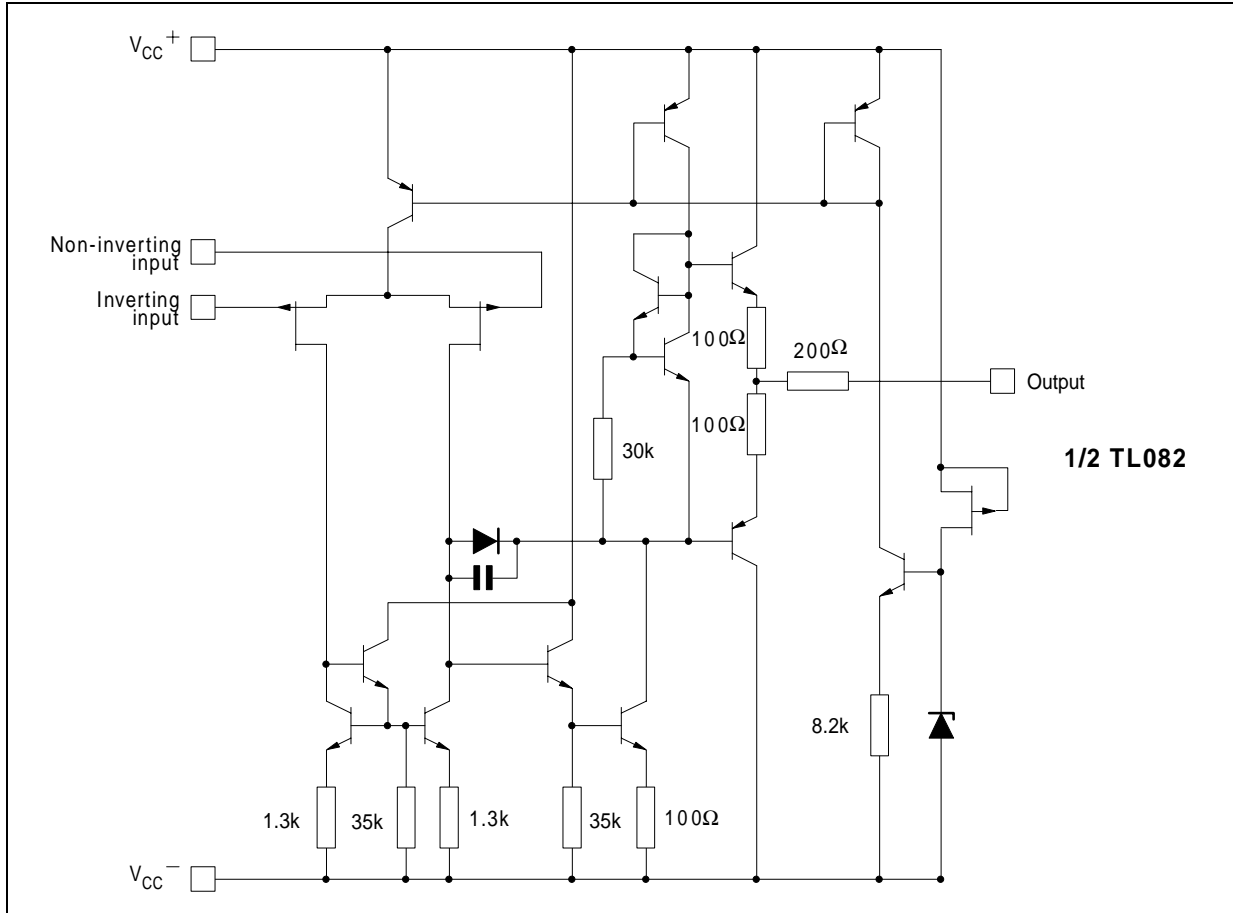 VCC+
Non-inverting
input
Inverting
input
100Ω
200Ω
Output
100Ω
30k
1/2 TL082
8.2k
1.3k
35k
1.3k
35k
100Ω
VCC−